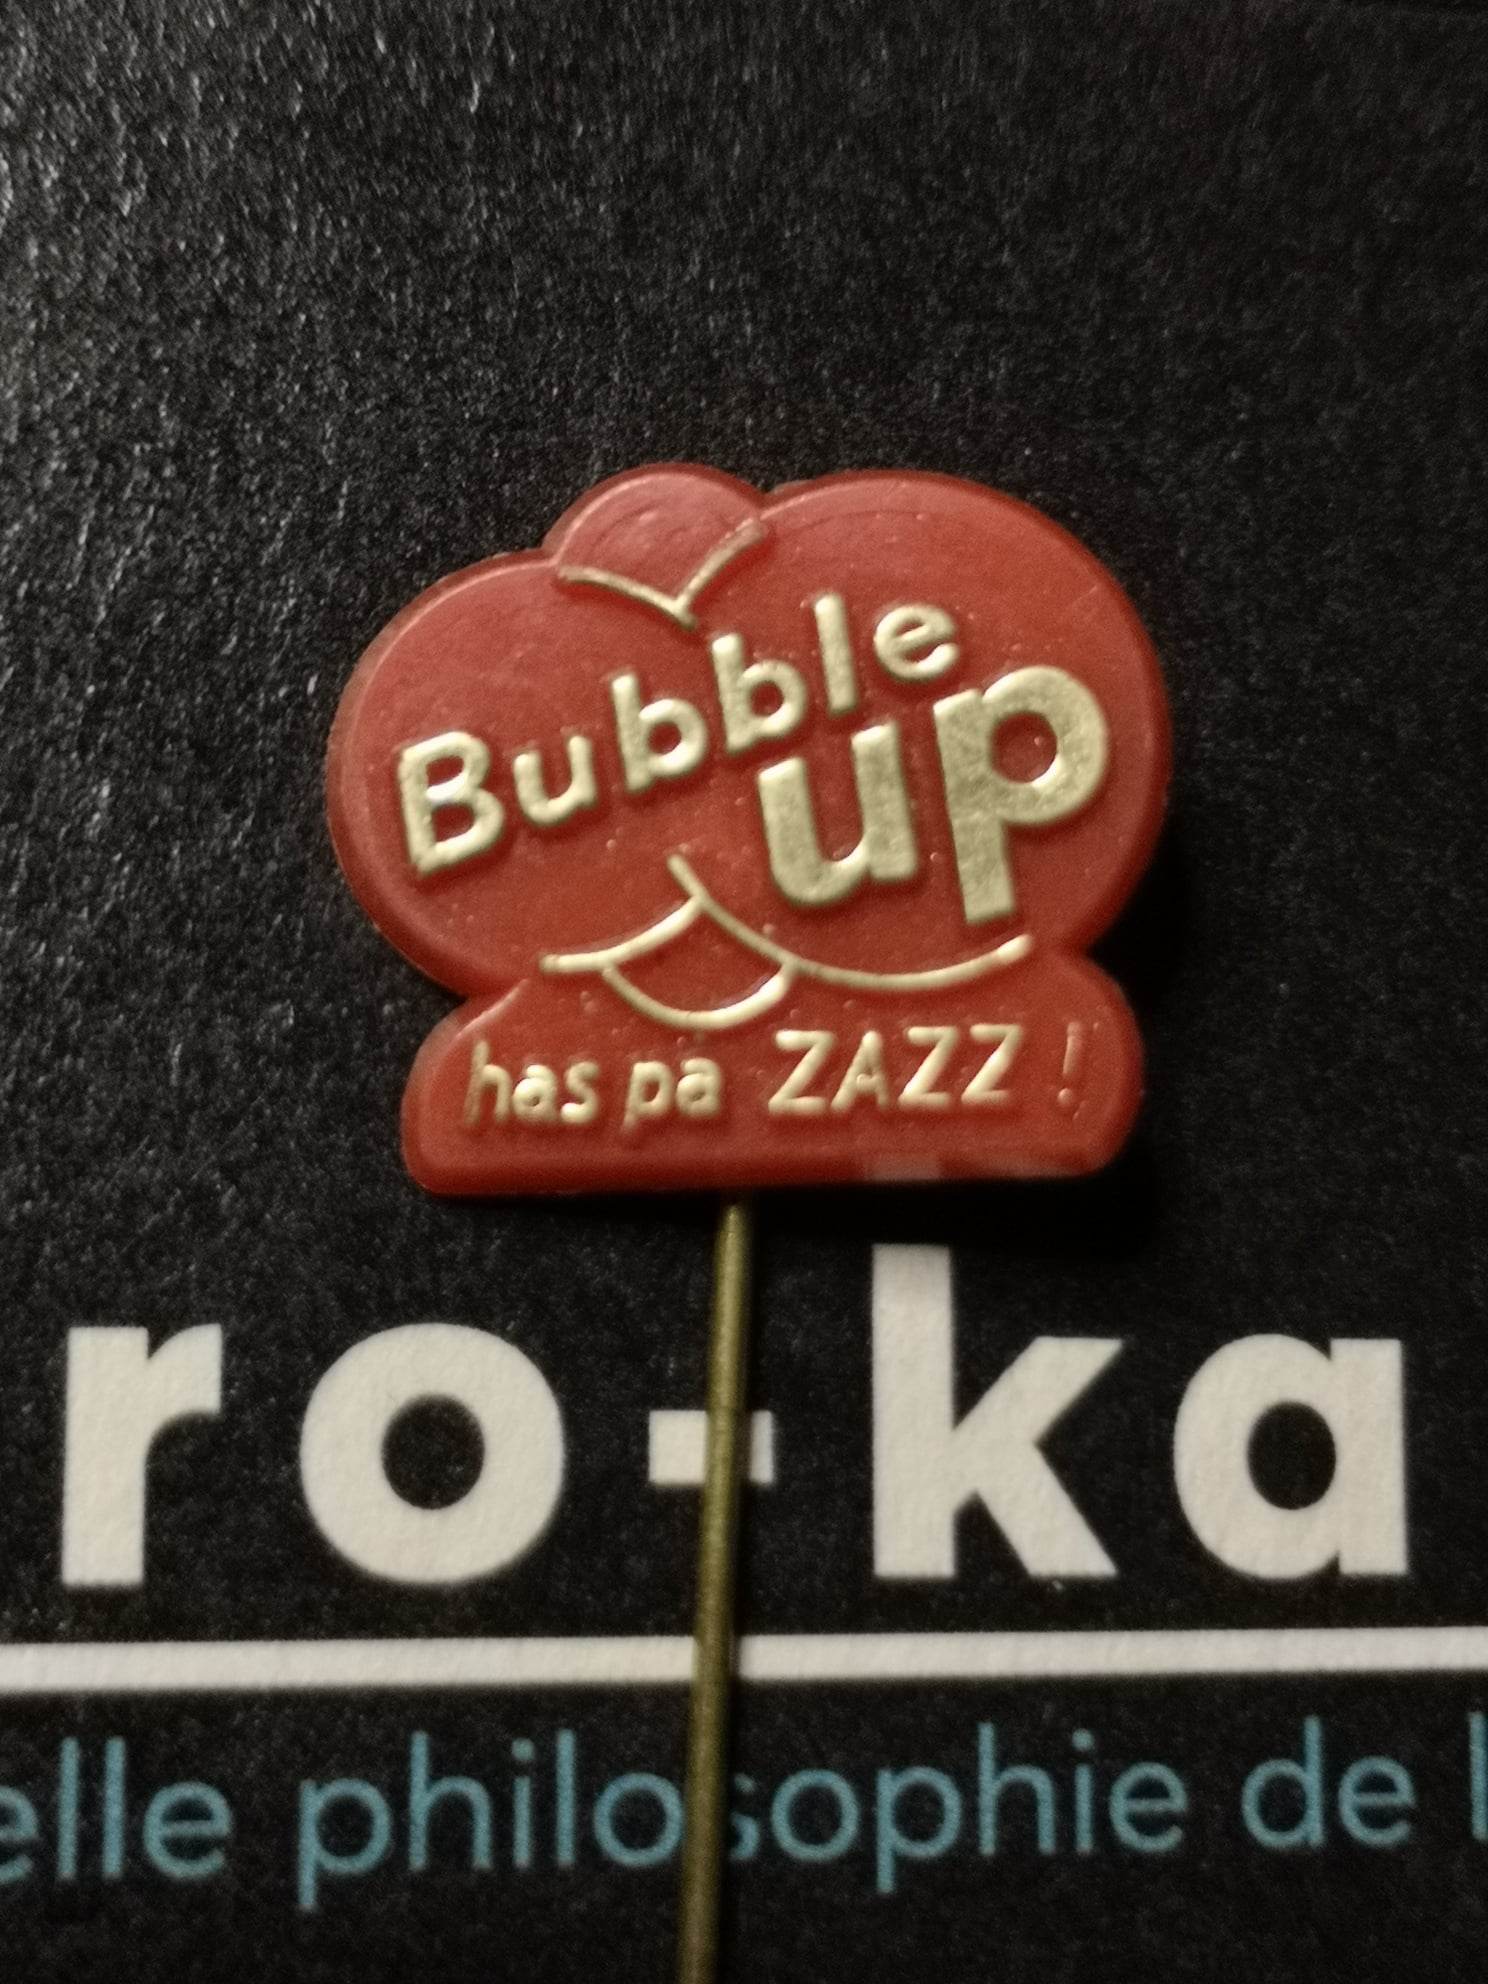 Bubble
up
has pa ZAZZ !
ro-ka
elle philosophie de l